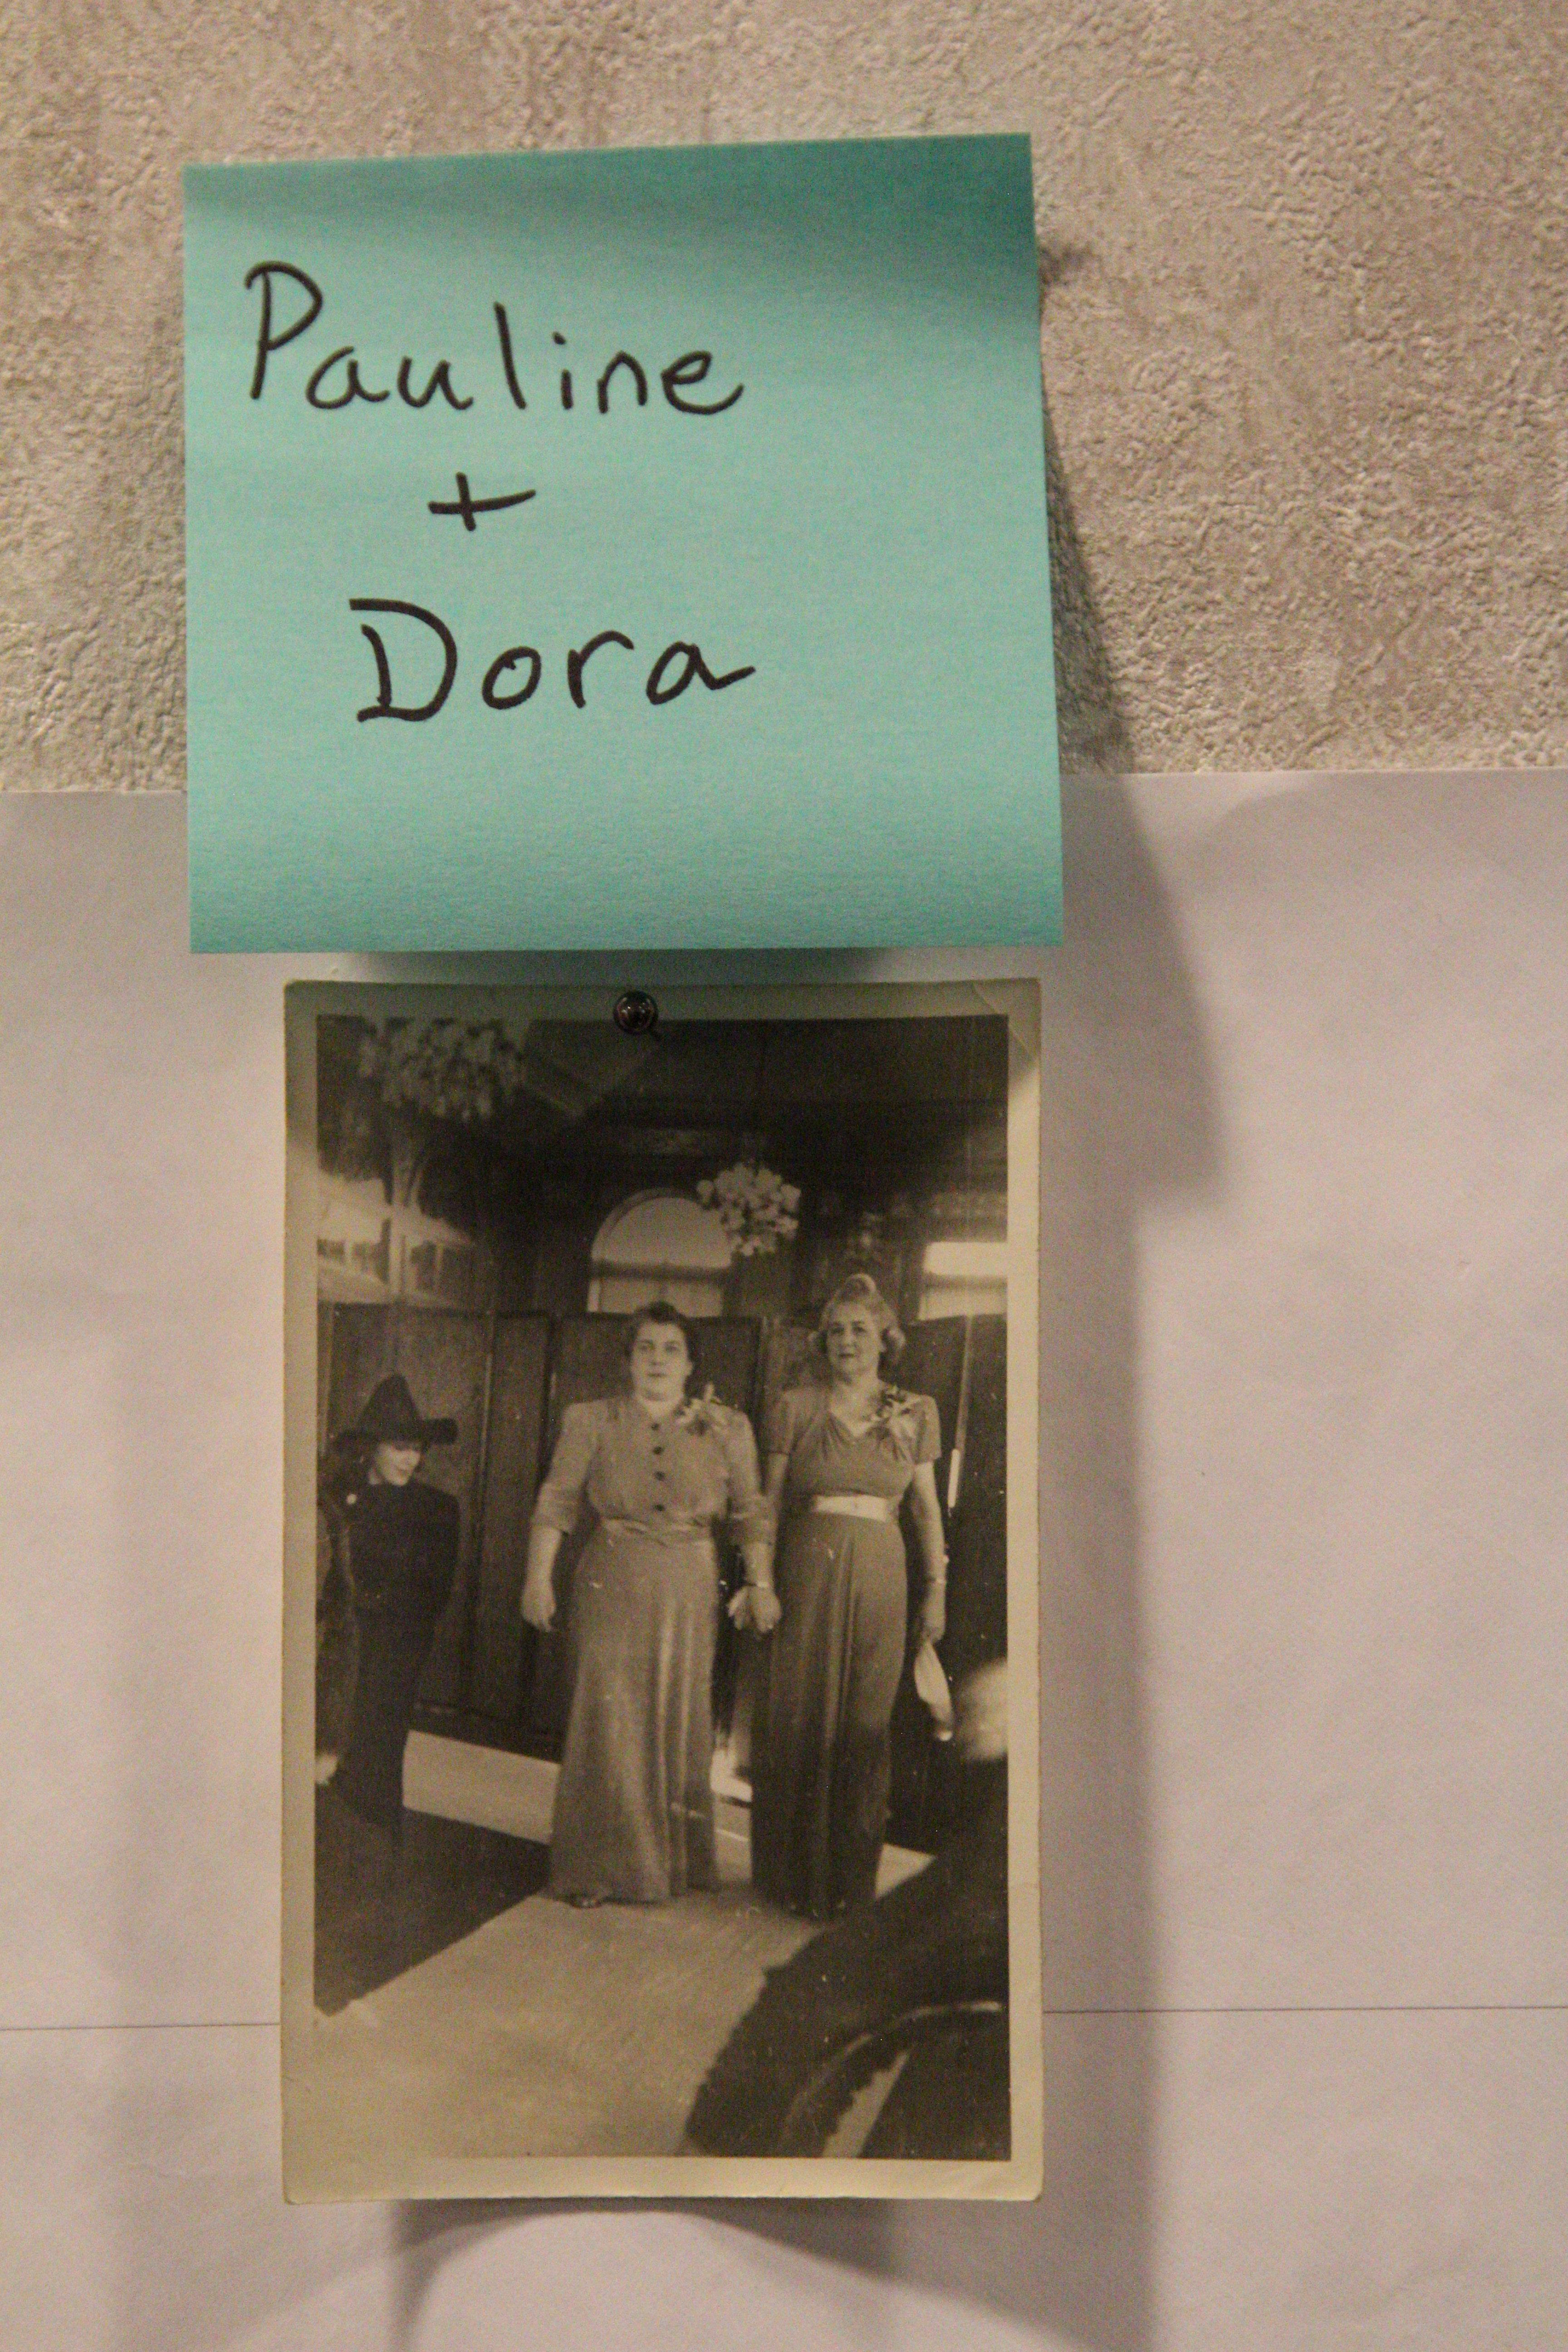 Pauline
+
Dora